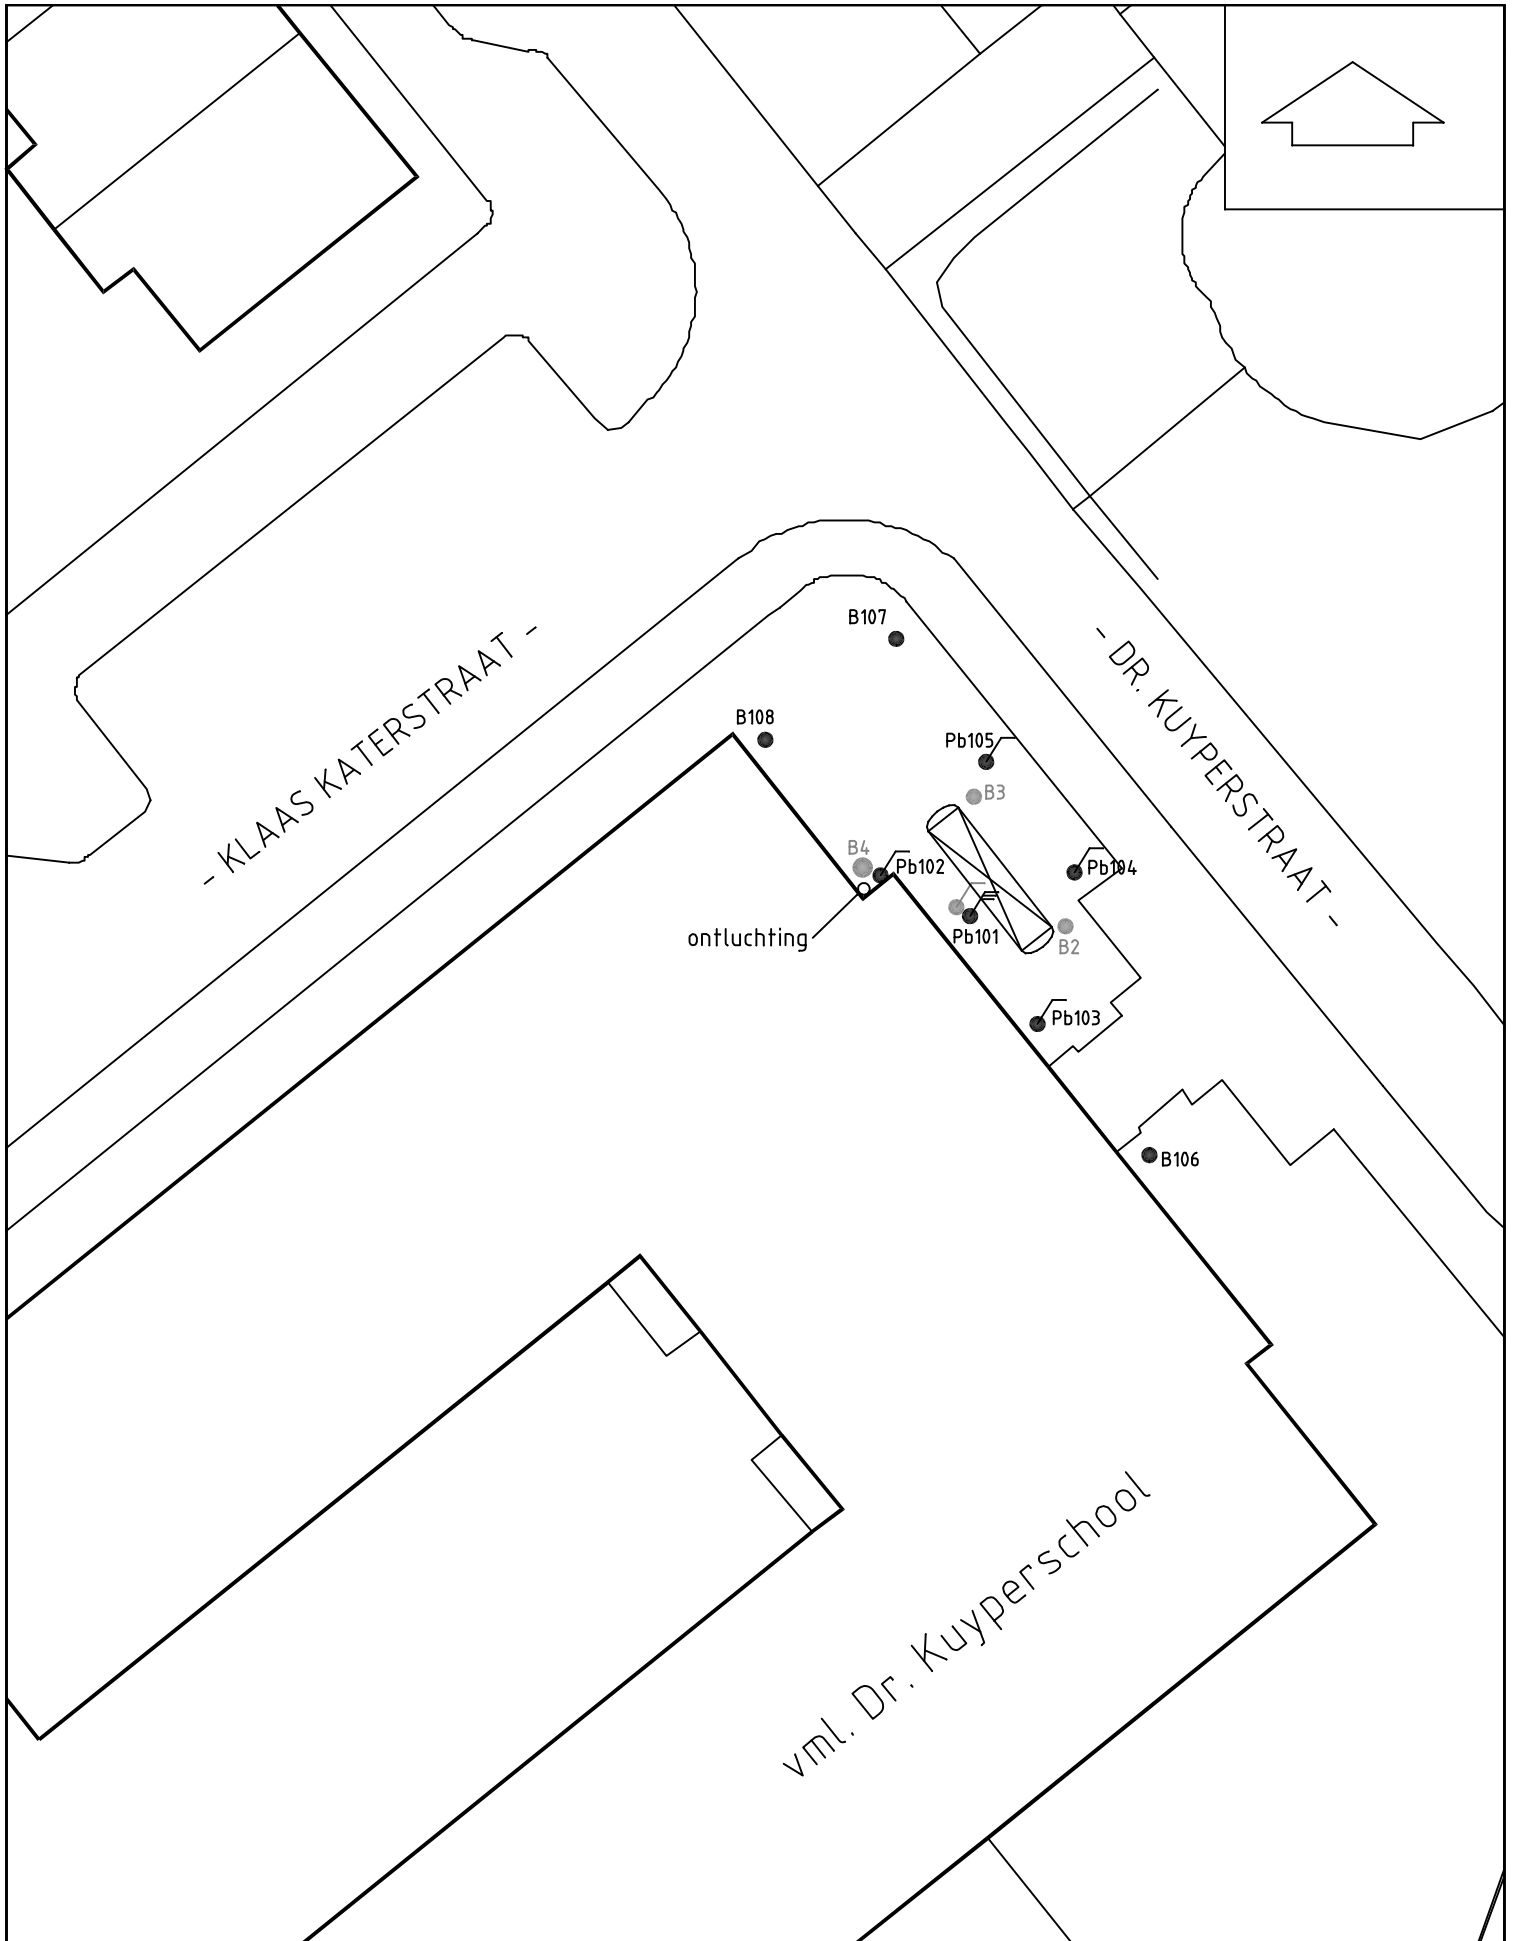 B107
- KLAAS KATERSTRAAT -
- DR. KUYPERSTRAAT -
B108
Pb105
B3
B4
Pb102
Pb104
ontluchting
Pb101
B2
Pb103
B106
vml. Dr. Kuyperschool